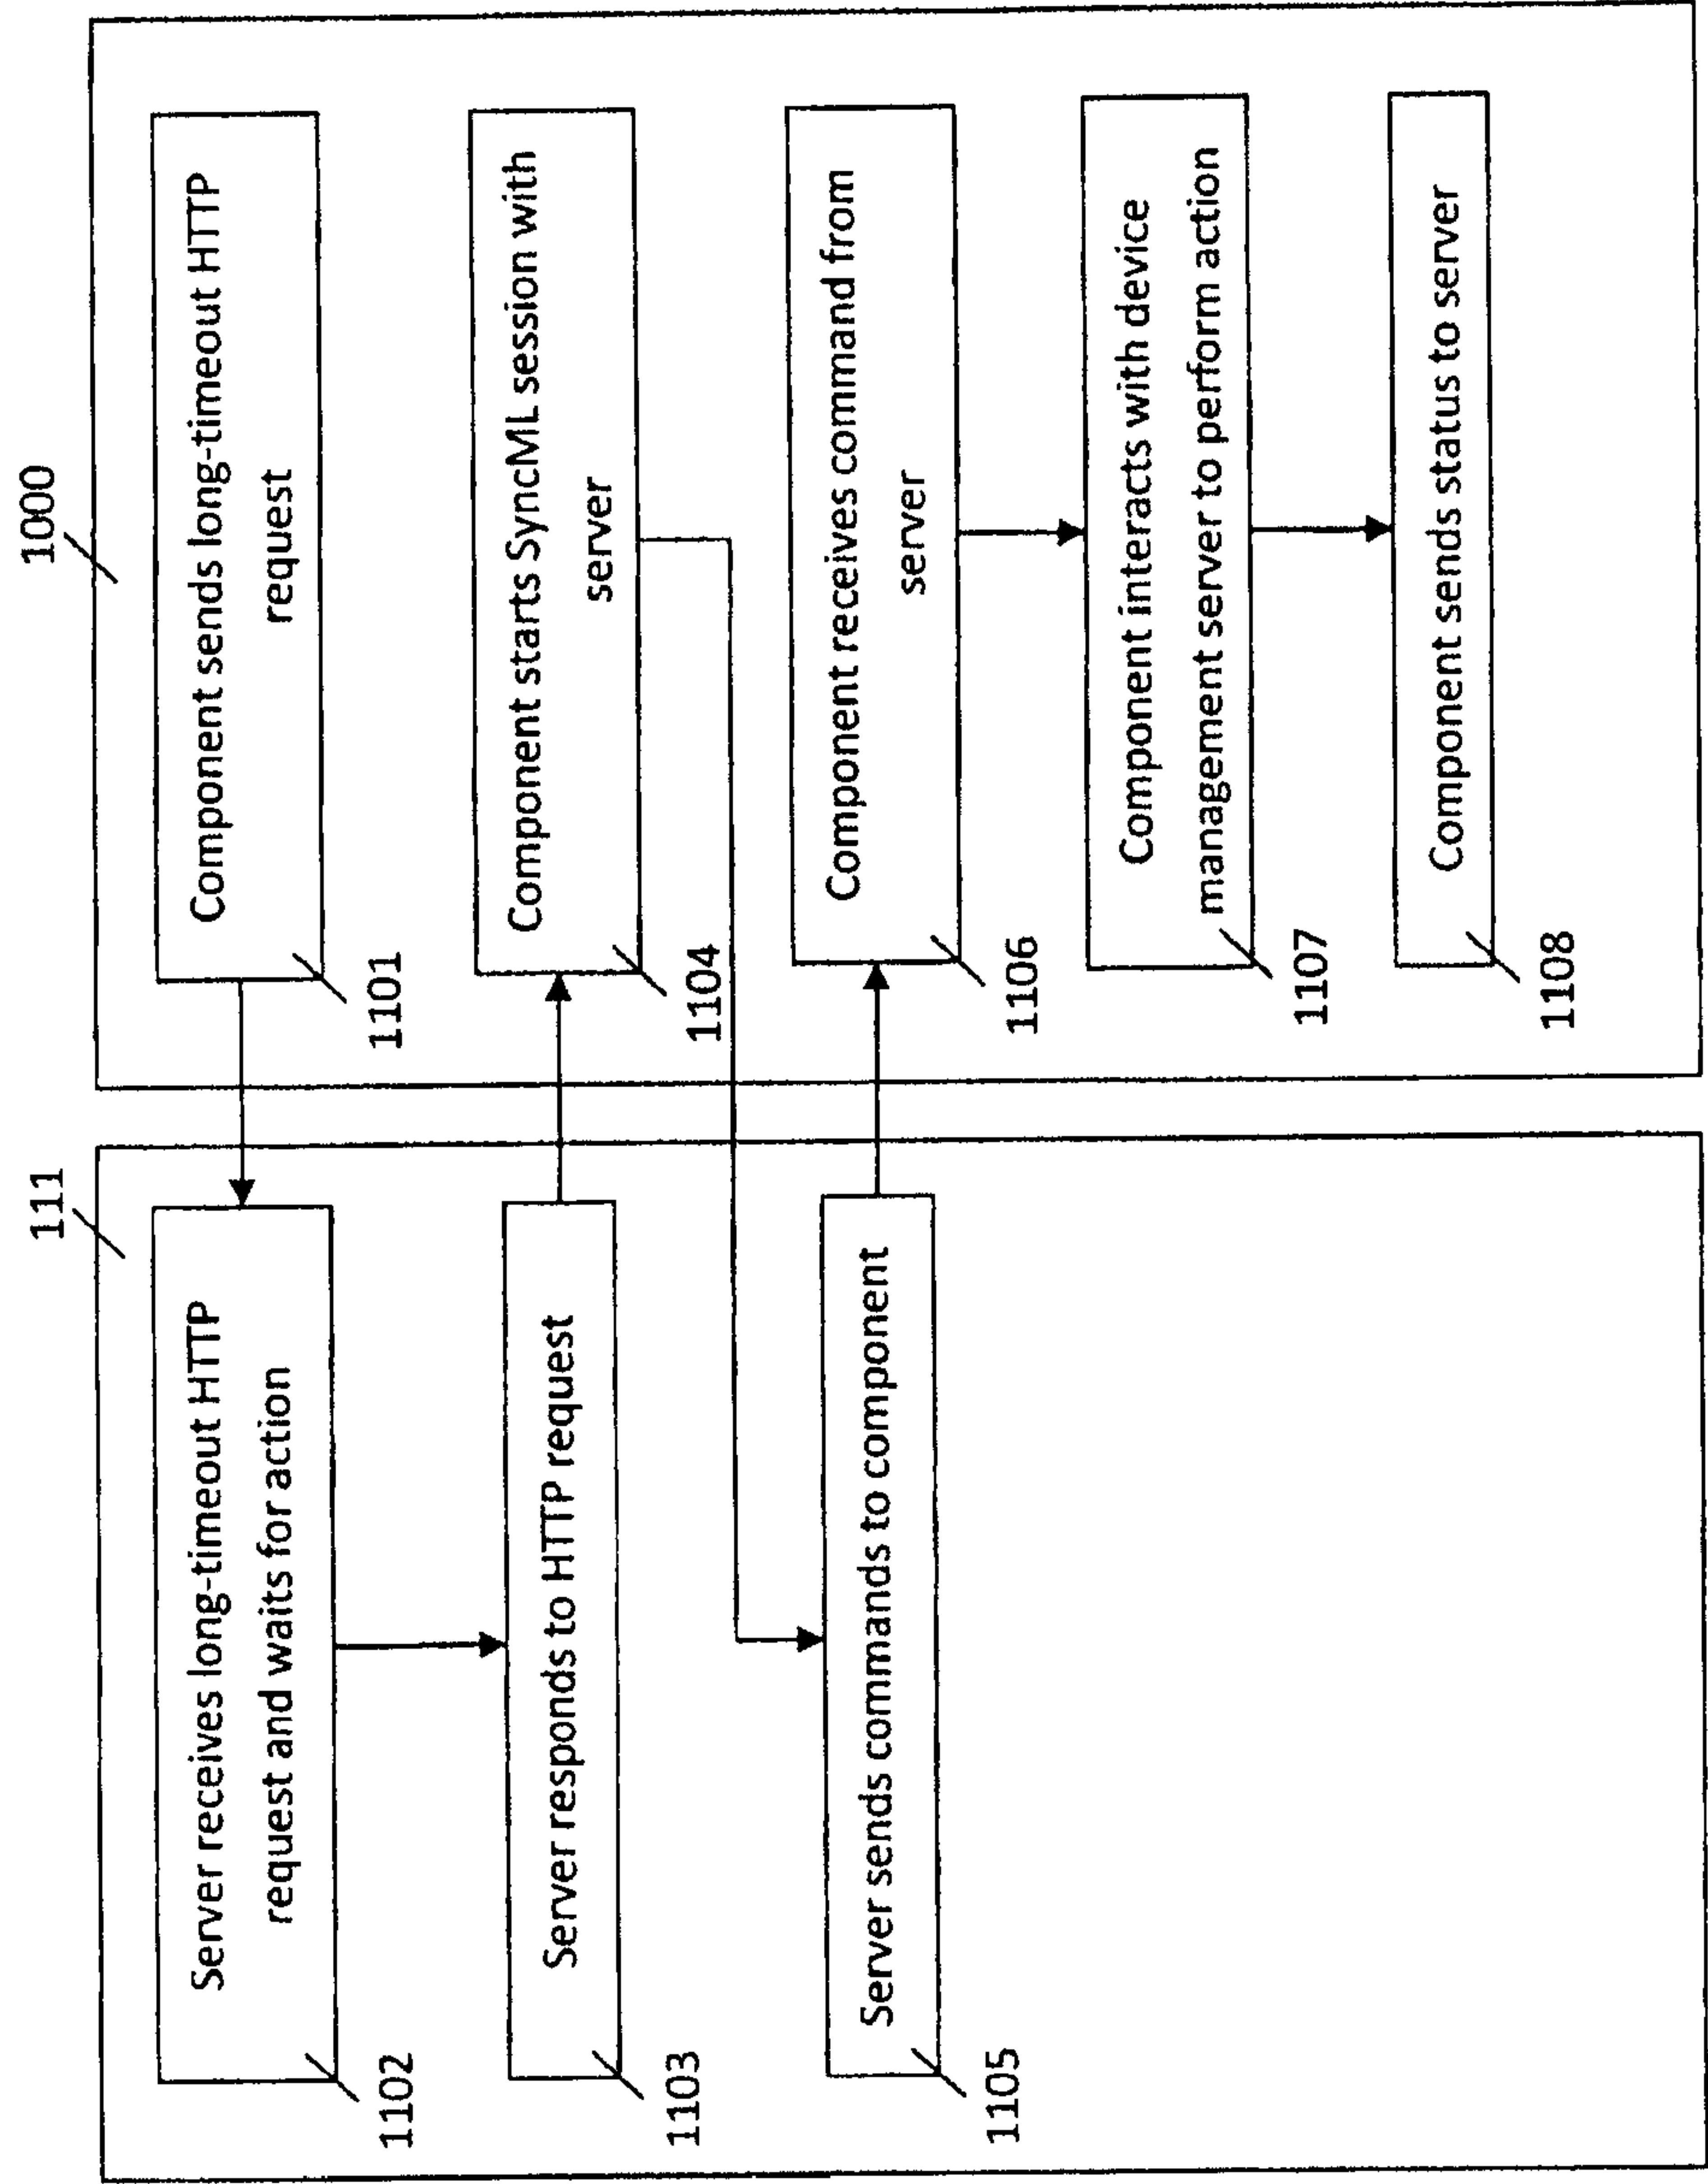 111
Server receives long-timeout HTTP
request and waits for action
1102
Server responds to HTTP request
1103
Server sends commands to component
1105
1000
Component sends long-timeout HTTP
request
1101
Component starts SyncML session with
server
1104
Component receives command from
server
1106
Component interacts with device
management server to perform action
1107
Component sends status to server
1108